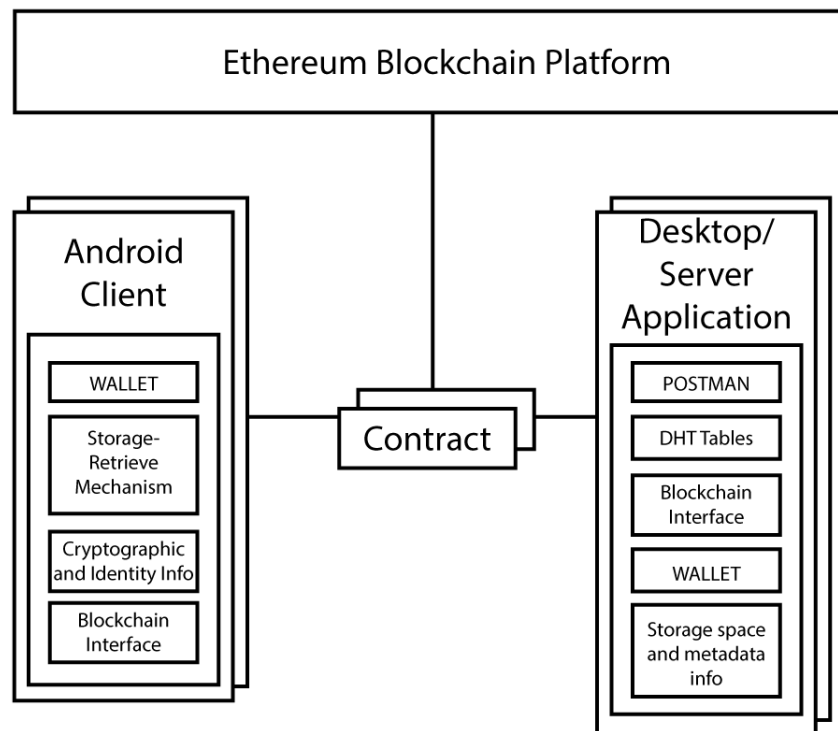 Ethereum Blockchain Platform
Android
Client
WALLET
Storage-
Retrieve
Mechanism
Cryptographic
and Identity Info
Blockchain
Interface
Contract
Desktop/
Server
Application
POSTMAN
DHT Tables
Blockchain
Interface
WALLET
Storage space
and metadata
info